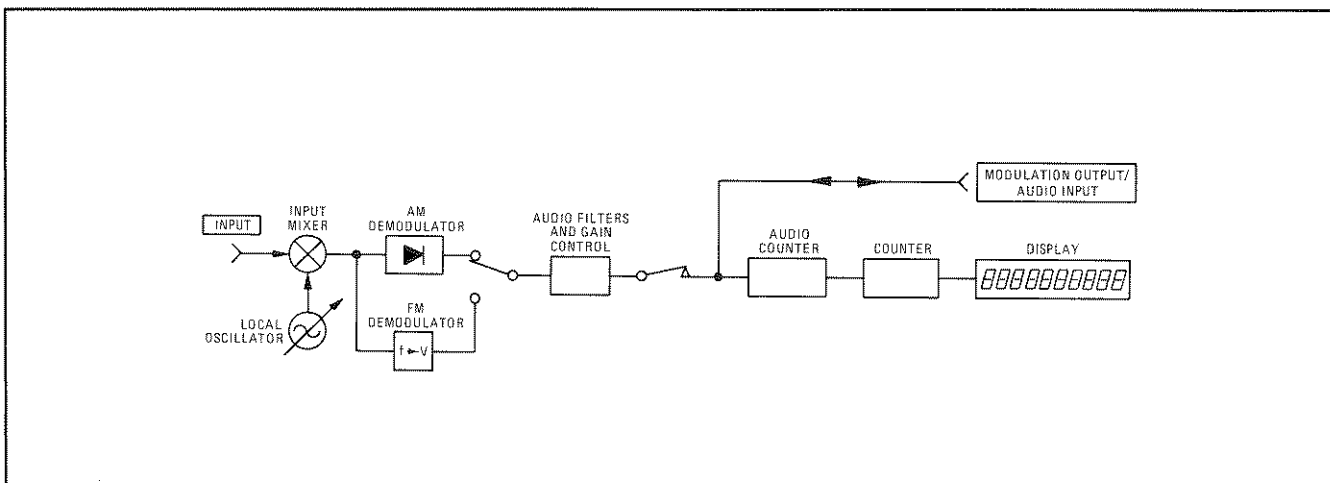 MODULATION OUTPUT/
AUDIO INPUT
INPUT
INPUT
MIXER
AM
DEMODULATOR
AUDIO FILTERS
AND GAIN
CONTROL
AUDIO
COUNTER
COUNTER
DISPLAY
8888888888
LOCAL
OSCILLATOR
FM
DEMODULATOR
f V